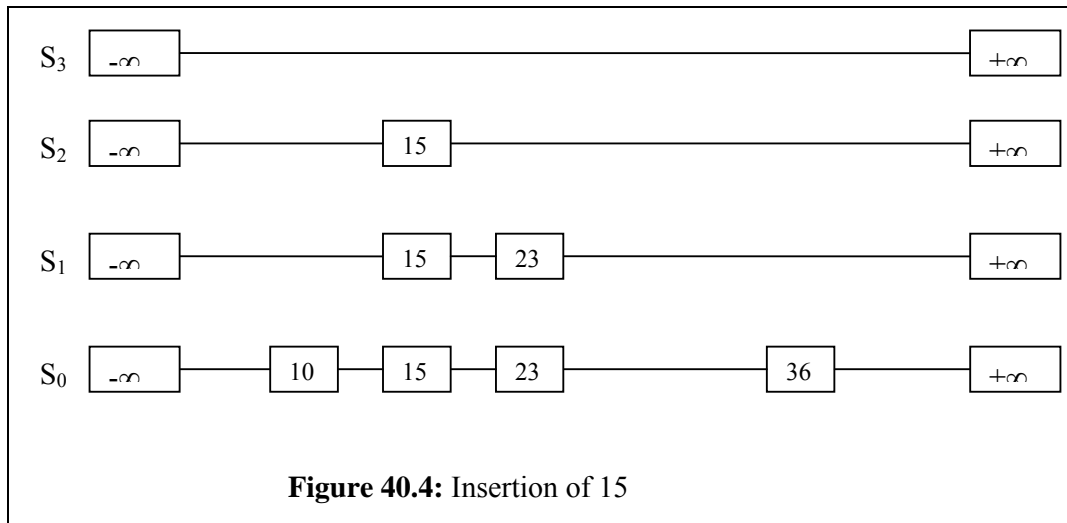 S3 -∞ +∞
S2 -∞ 15 +∞
S1 -∞ 15 23 +∞
S0 -∞ 10 15 23 36 +∞
Figure 40.4: Insertion of 15